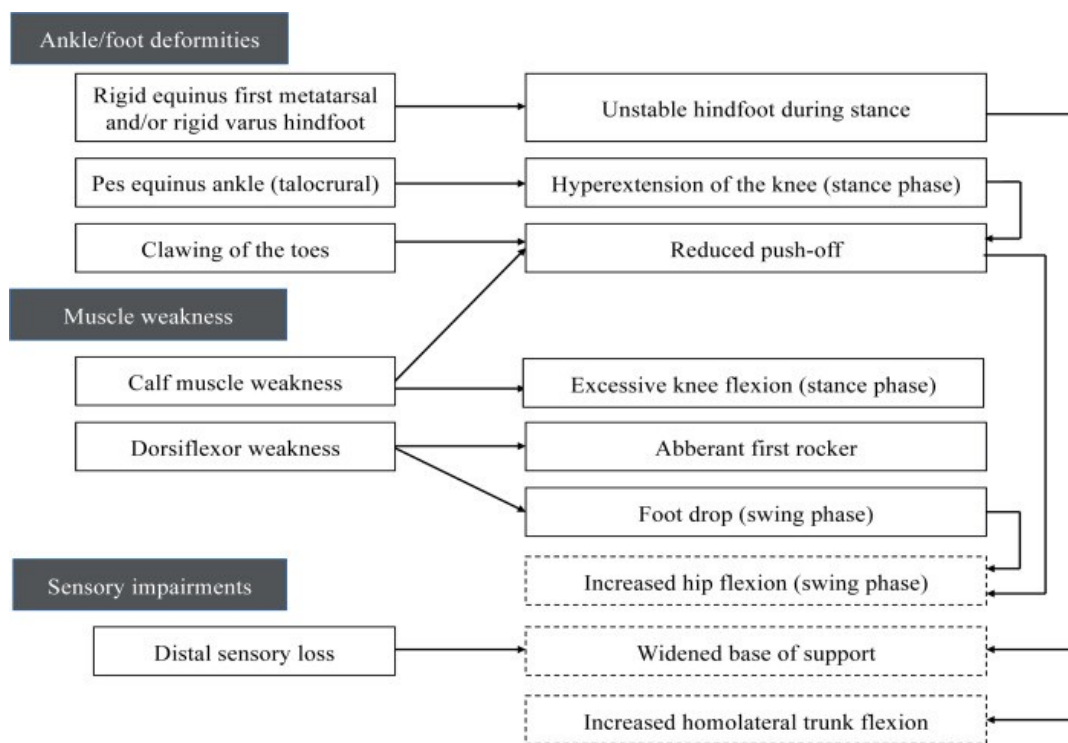 Ankle/foot deformities
Rigid equinus first metatarsal
and/or rigid varus hindfoot
Unstable hindfoot during stance
Pes equinus ankle (talocrural)
Hyperextension of the knee (stance phase)
Clawing of the toes
Reduced push-off
Muscle weakness
Calf muscle weakness
Excessive knee flexion (stance phase)
Dorsiflexor weakness
Abberant first rocker
Foot drop (swing phase)
Sensory impairments
Increased hip flexion (swing phase)
Distal sensory loss
Widened base of support
Increased homolateral trunk flexion